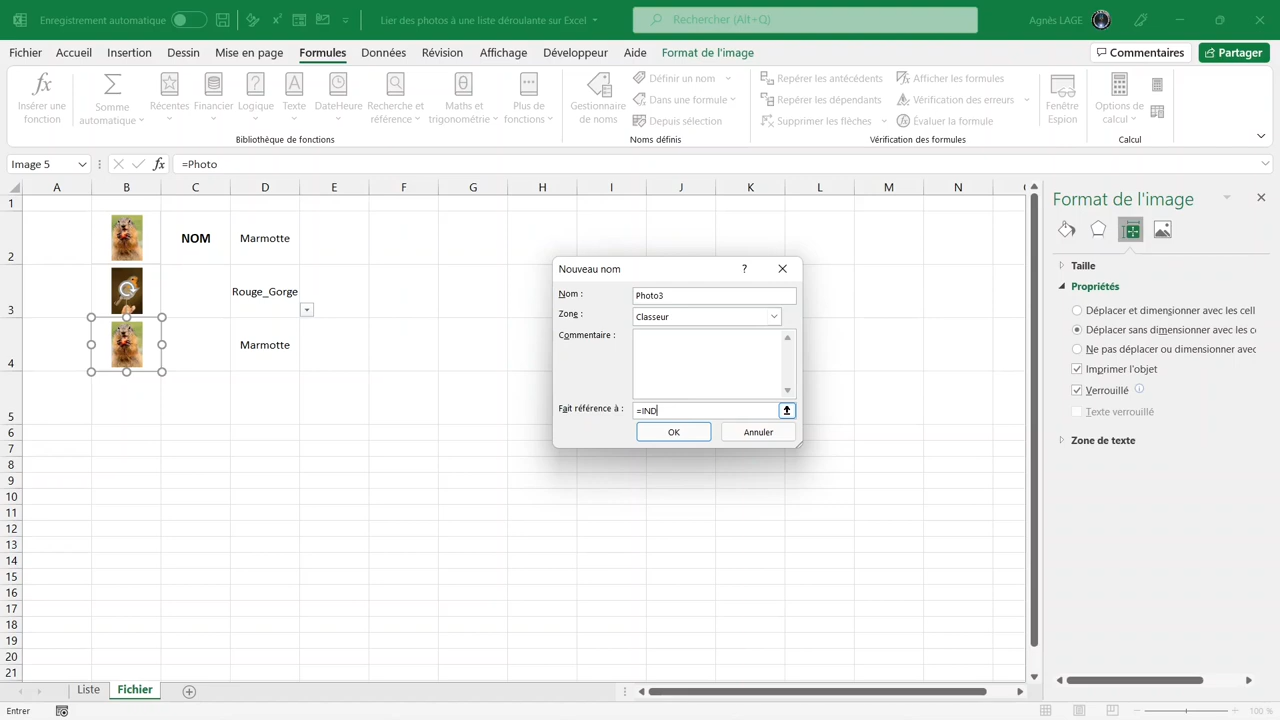 Enregistrement automatique
Lier des photos à une liste déroulante sur Excel
Rechercher (Alt+Q)
Agnès LAGE
Fichier Accueil Insertion Dessin Mise en page Formules Données Révision Affichage Développeur Aide Format de l'image
Commentaires
Partager
Insérer une fonction
Somme automatique
Récentes
Financier
Logique
Texte
DateHeure
Recherche et référence
Maths et trigonométrie
Plus de fonctions
Bibliothèque de fonctions
Gestionnaire de noms
Définir un nom
Dans une formule
Depuis sélection
Noms définis
Repérer les antécédents
Repérer les dépendants
Supprimer les flèches
Afficher les formules
Vérification des erreurs
Évaluer la formule
Vérification des formules
Fenêtre Espion
Options de calcul
Calcul
Image 5
fx
=Photo
A B C D E F G H I J K L M N
1
2 NOM Marmotte
3 Rouge_Gorge
4 Marmotte
5
6
7
8
9
10
11
12
13
14
15
16
17
18
19
20
21
Nouveau nom
?
Nom :
Photo3
Zone :
Classeur
Commentaire :
Fait référence à :
=IND
OK
Annuler
Format de l'image
Taille
Propriétés
Déplacer et dimensionner avec les cell
Déplacer sans dimensionner avec les c
Ne pas déplacer ou dimensionner avec
Imprimer l'objet
Verrouillé
Texte verrouillé
Zone de texte
Liste
Fichier
Entrer
100 %